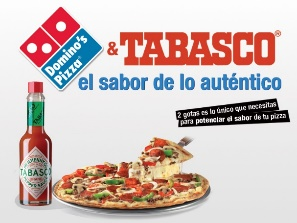 Domino's
Pizza®
& TABASCO®
el sabor de lo auténtico
2 gotas es lo único que necesitas
para potenciar el sabor de tu pizza
TABASCO